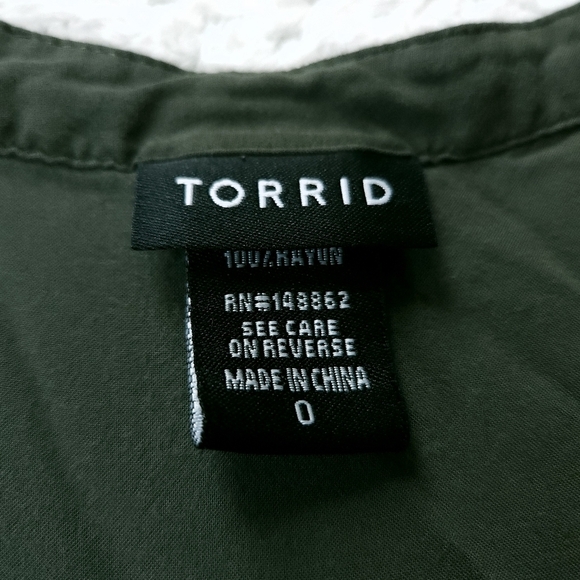 TORRID
100% RAYON
RN#148862
SEE CARE
ON REVERSE
MADE IN CHINA
0